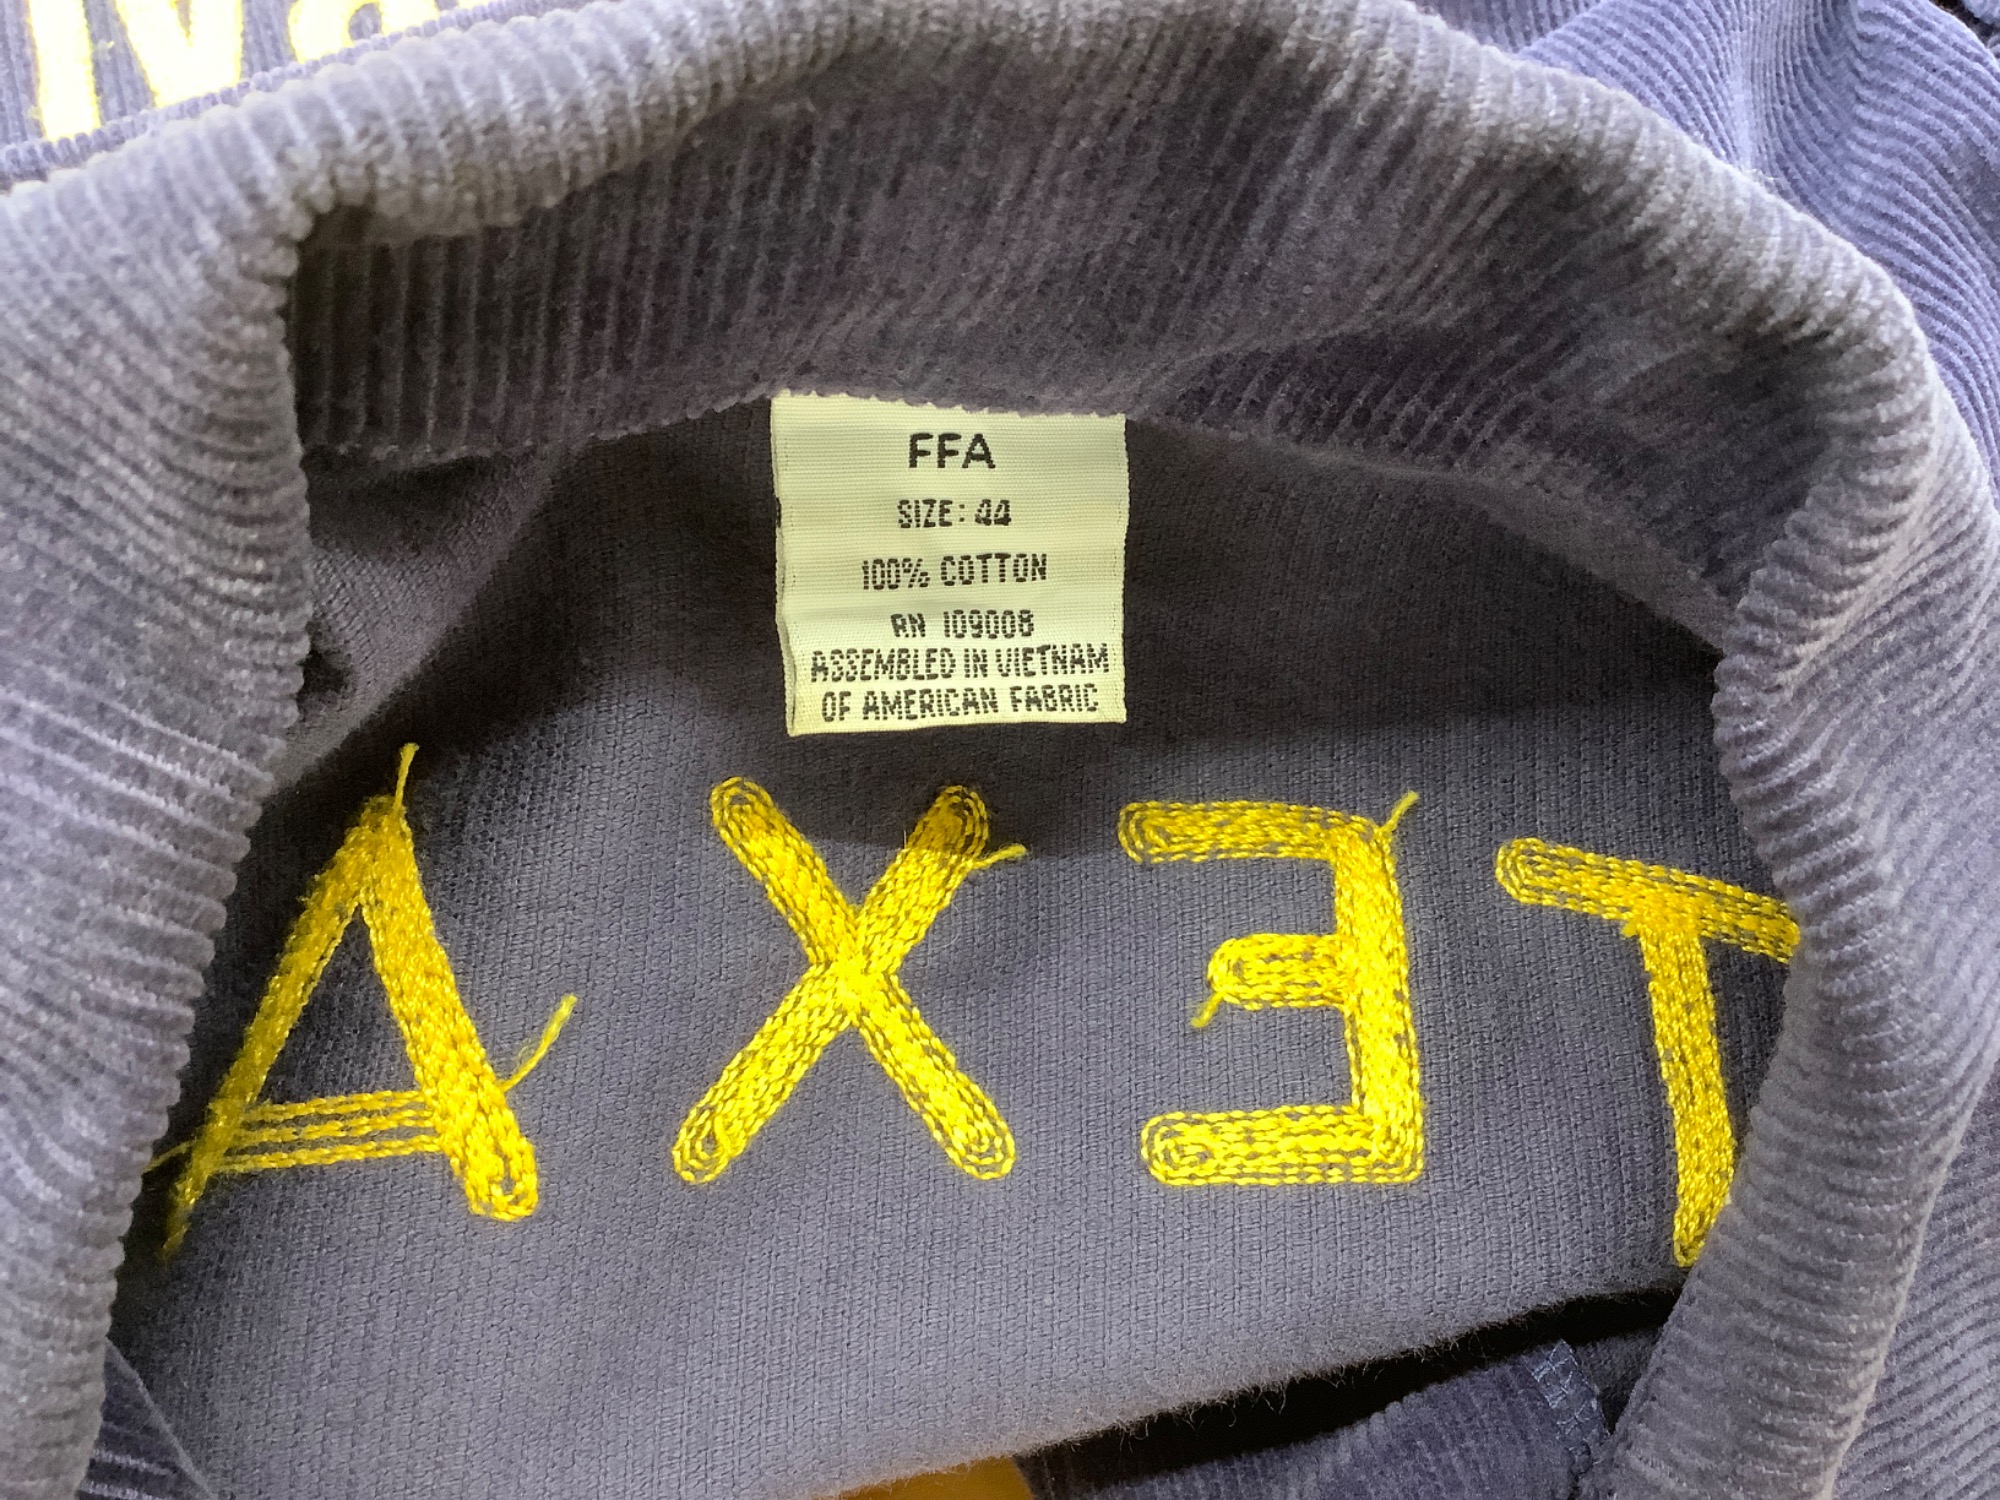 FFA
SIZE: 44
100% COTTON
RN 109008
ASSEMBLED IN VIETNAM
OF AMERICAN FABRIC
TEXA